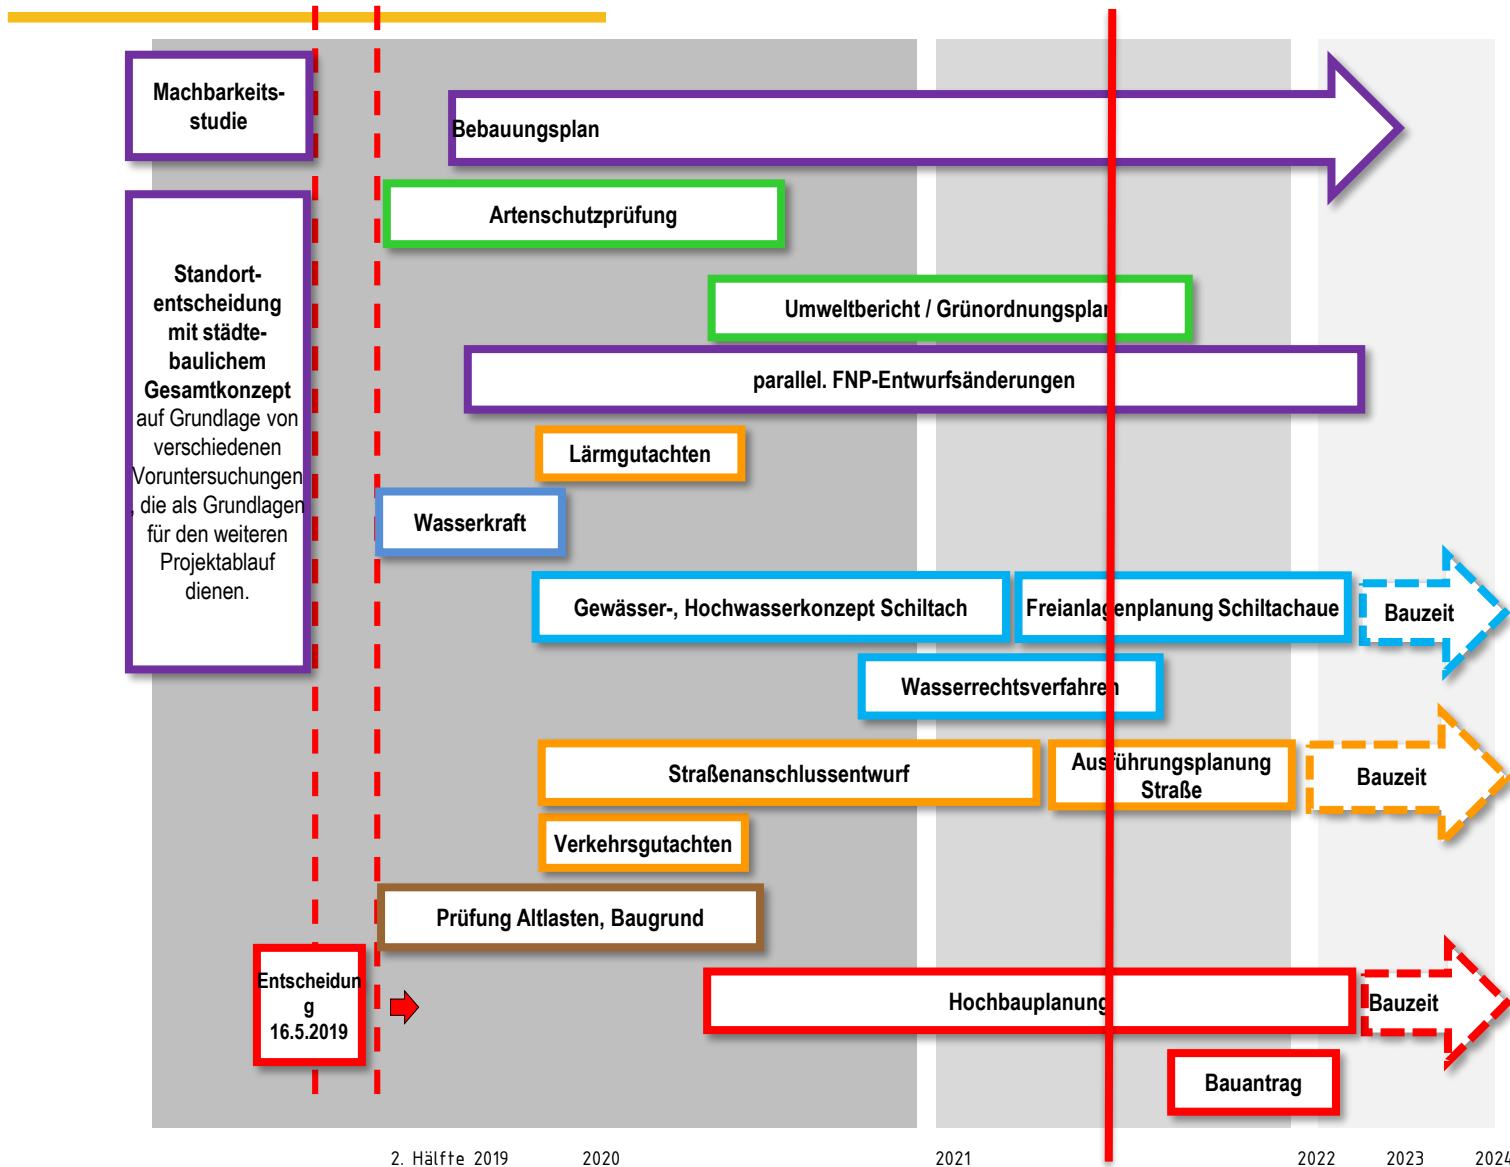 Machbarkeits-
studie
Bebauungsplan
Artenschutzprüfung
Standort-
entscheidung
mit städte-
baulichem
Gesamtkonzept
auf Grundlage von
verschiedenen
Voruntersuchungen
, die als Grundlagen
für den weiteren
Projektablauf
dienen.
Umweltbericht / Grünordnungsplan
parallel. FNP-Entwurfsänderungen
Lärmgutachten
Wasserkraft
Gewässer-, Hochwasserkonzept Schiltach
Freianlagenplanung Schiltachaue
Bauzeit
Wasserrechtsverfahren
Straßenanschlussentwurf
Ausführungsplanung
Straße
Bauzeit
Verkehrsgutachten
Prüfung Altlasten, Baugrund
Entscheidun
g
16.5.2019
Hochbauplanung
Bauzeit
Bauantrag
2. Hälfte 2019
2020
2021
2022
2023
2024